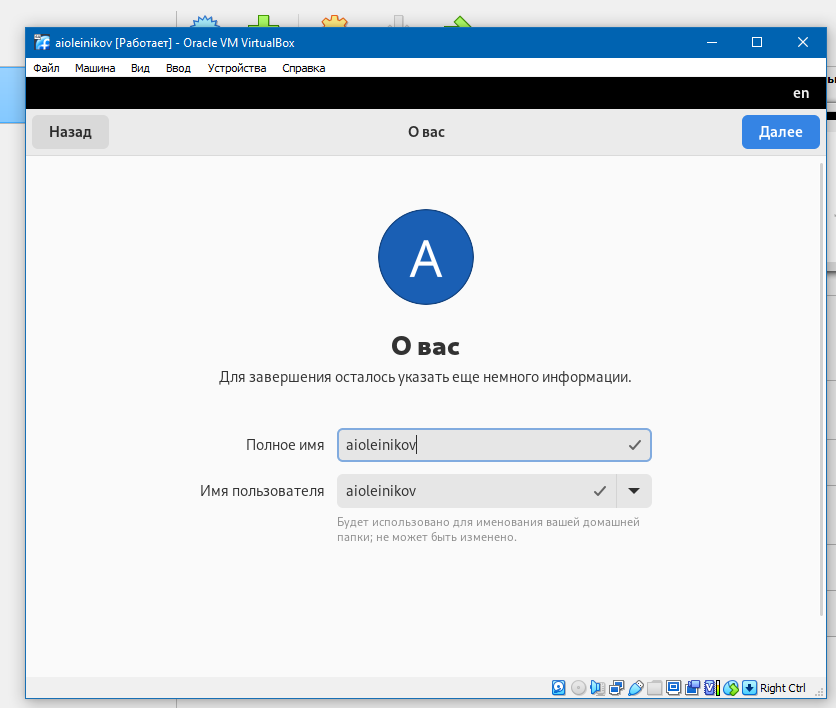 aioleinikov [Работает] - Oracle VM VirtualBox
Файл Машина Вид Ввод Устройства Справка
en
Назад О вас Далее
A
О вас
Для завершения осталось указать еще немного информации.
Полное имя aioleinikov
Имя пользователя aioleinikov
Будет использовано для именования вашей домашней
папки; не может быть изменено.
Right Ctrl